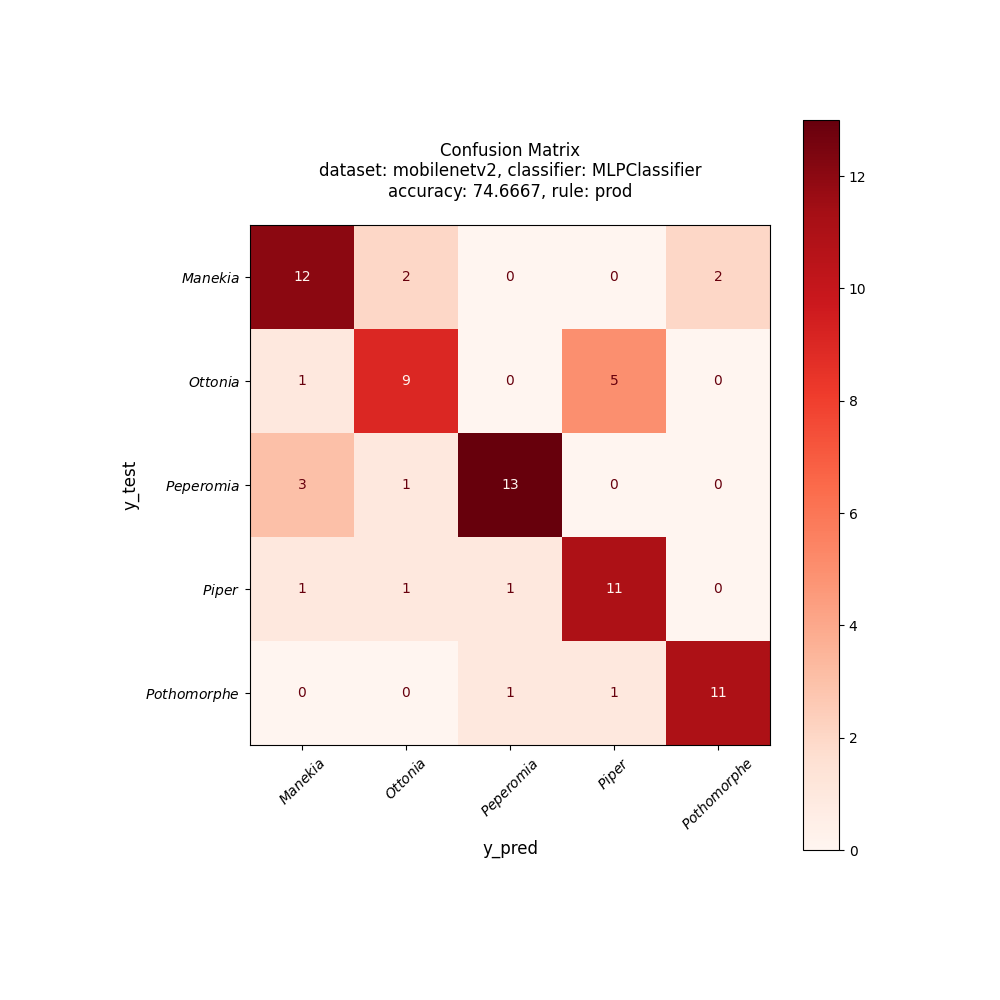 Confusion Matrix
dataset: mobilenetv2, classifier: MLPClassifier
accuracy: 74.6667, rule: prod
Manekia 12 2 0 0 2
Ottonia 1 9 0 5 0
Peperomia 3 1 13 0 0
Piper 1 1 1 11 0
Pothomorphe 0 0 1 1 11
y_test
Manekia Ottonia Peperomia Piper Pothomorphe
y_pred
12
10
8
6
4
2
0